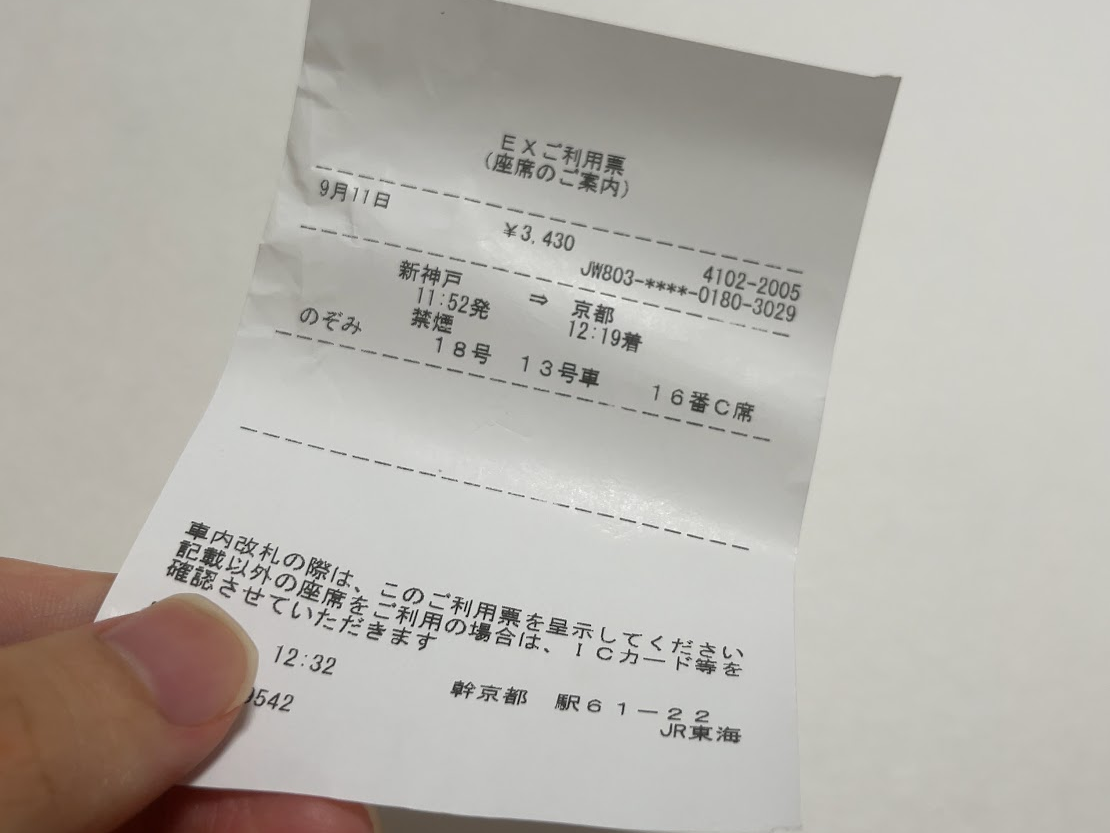 EXご利用票
(座席のご案内)
9月11日
¥3,430
4102-2005
JW803-****-0180-3029
新神戸 ⇒ 京都
11:52発 12:19着
禁煙
のぞみ 18号 13号車 16番C席
車内改札の際は、このご利用票を呈示してください
記載以外の座席をご利用の場合は、ICカード等を
確認させていただきます
12:32
9542 幹京都 駅61-22
JR東海